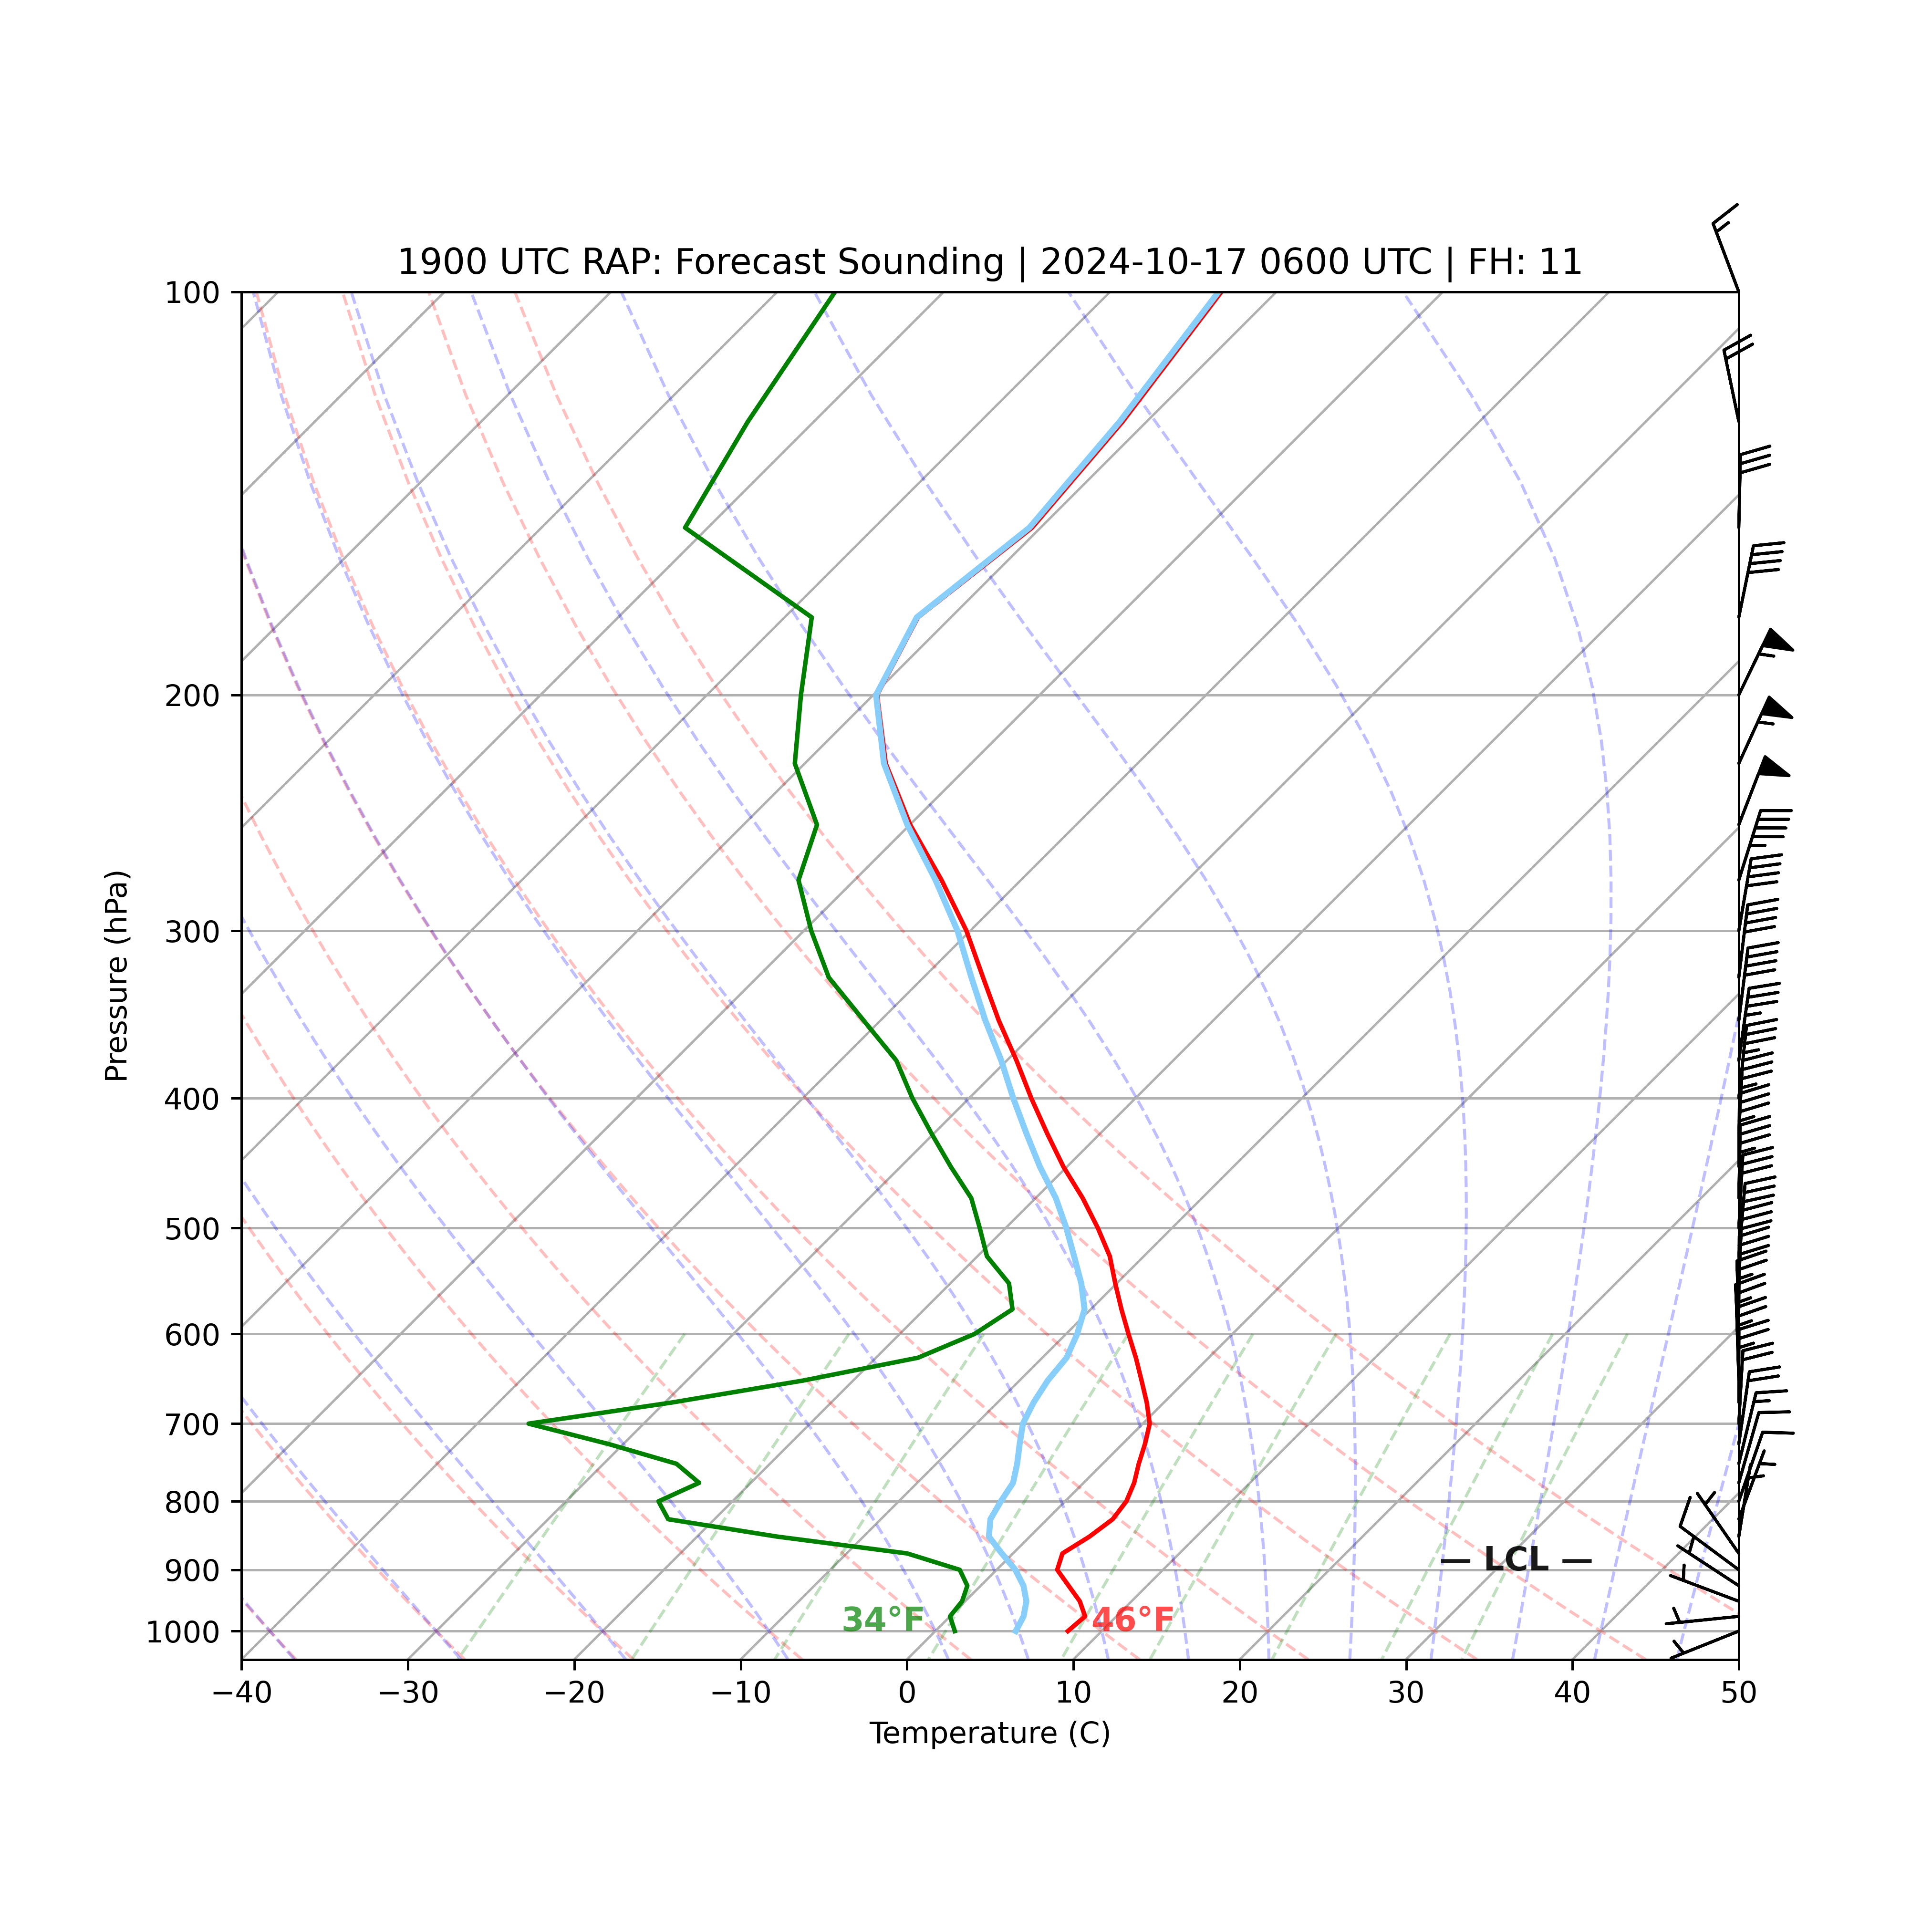 1900 UTC RAP: Forecast Sounding | 2024-10-17 0600 UTC | FH: 11
100
200
300
400
500
600
700
800
900
1000
Pressure (hPa)
— LCL —
34°F 46°F
−40 −30 −20 −10 0 10 20 30 40 50
Temperature (C)